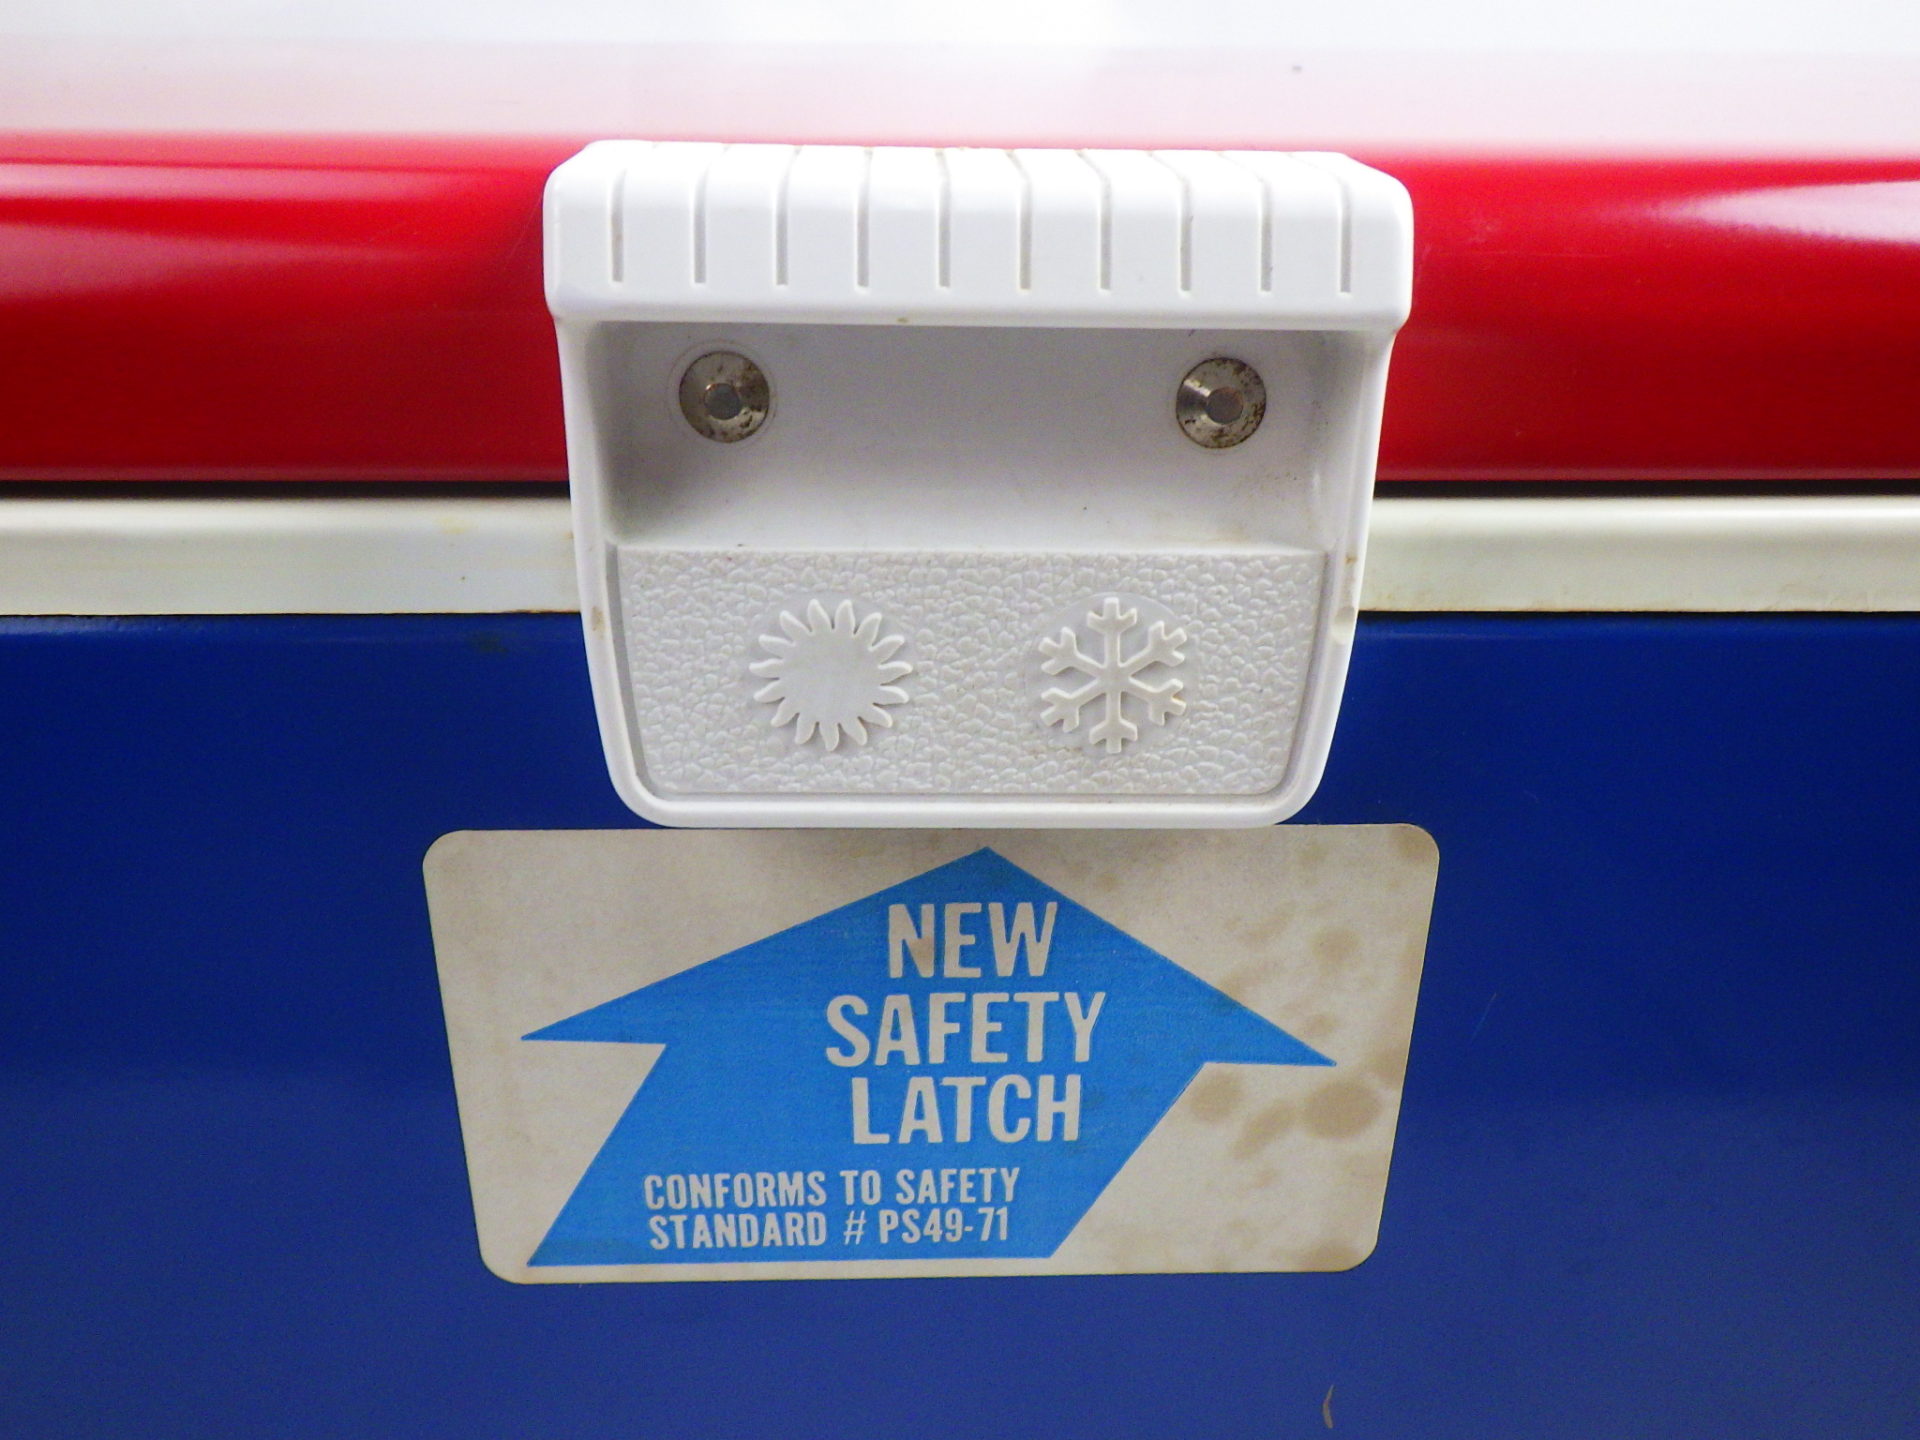 NEW
SAFETY
LATCH
CONFORMS TO SAFETY
STANDARD # PS49-71